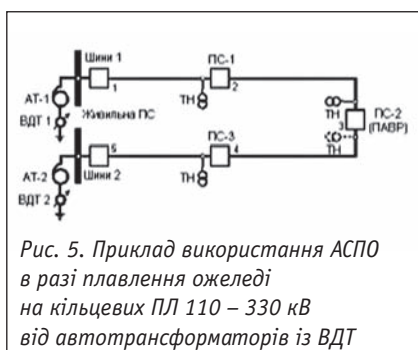 Шини 1
ПС-1
1
2
АТ-1
ТН
ВДТ 1
Живильна ПС
ТН
3
ПС-2
(ПАВР)
ПС-3
ТН
АТ-2
5
4
Шини 2
ТН
ВДТ 2
Рис. 5. Приклад використання АСПО
в разі плавлення ожеледі
на кільцевих ПЛ 110 – 330 кВ
від автотрансформаторів із ВДТ